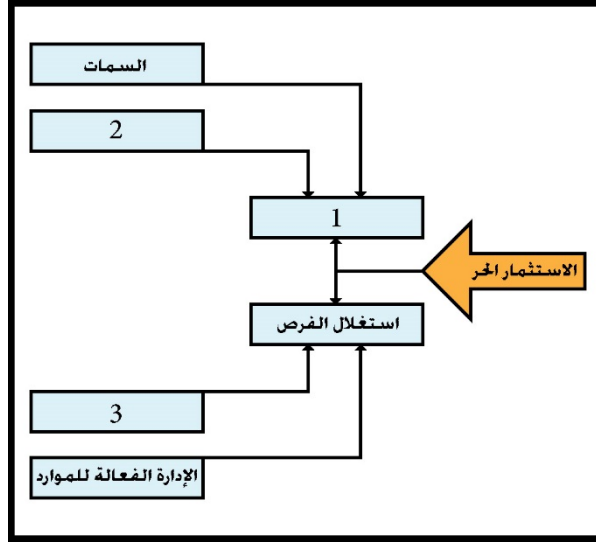 السمات
2
1
الاستثمار الحر
استغلال الفرص
3
الإدارة الفعالة للموارد